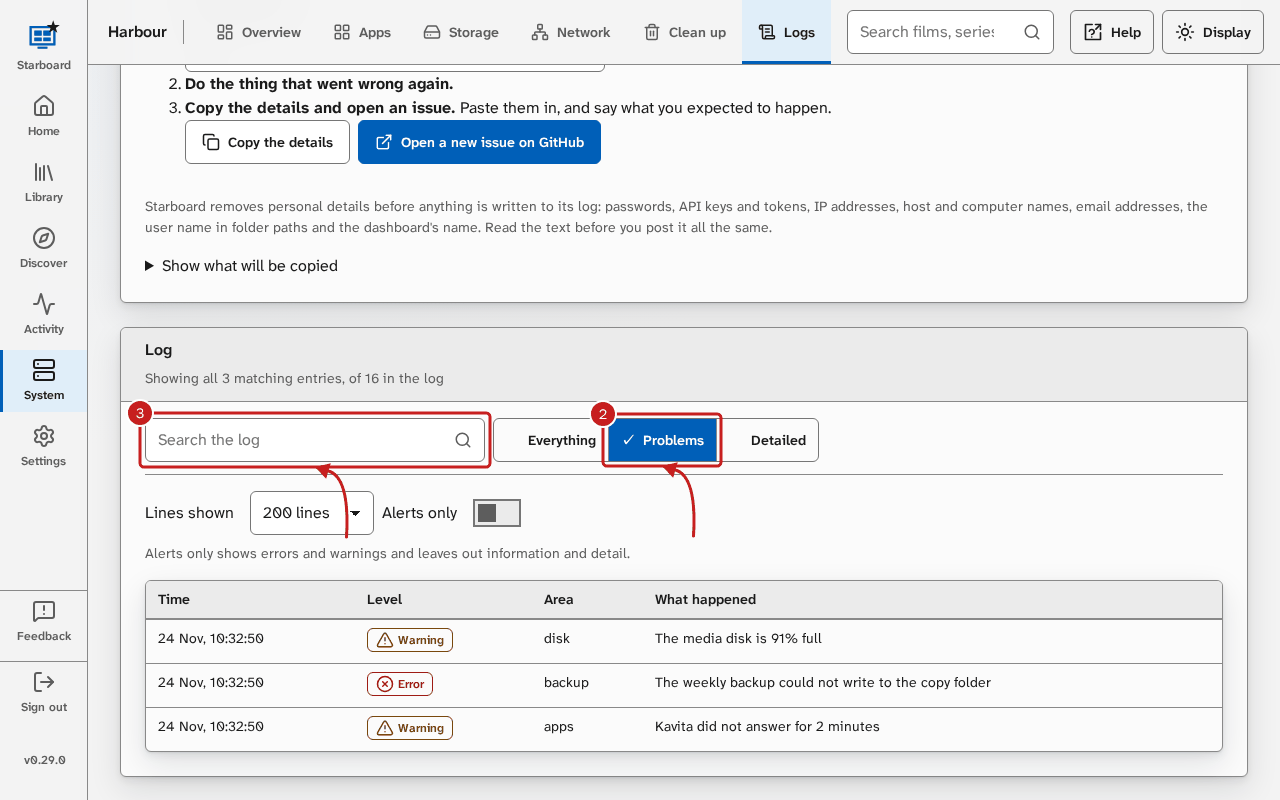 Starboard
Home
Library
Discover
Activity
System
Settings
Feedback
Sign out
v0.29.0
Harbour
Overview
Apps
Storage
Network
Clean up
Logs
Search films, series
Help
Display
2. Do the thing that went wrong again.
3. Copy the details and open an issue. Paste them in, and say what you expected to happen.
Copy the details
Open a new issue on GitHub
Starboard removes personal details before anything is written to its log: passwords, API keys and tokens, IP addresses, host and computer names, email addresses, the
user name in folder paths and the dashboard's name. Read the text before you post it all the same.
Show what will be copied
Log
Showing all 3 matching entries, of 16 in the log
3
Search the log
Everything
2
✓ Problems
Detailed
Lines shown
200 lines
Alerts only
Alerts only shows errors and warnings and leaves out information and detail.
Time Level Area What happened
24 Nov, 10:32:50 Warning disk The media disk is 91% full
24 Nov, 10:32:50 Error backup The weekly backup could not write to the copy folder
24 Nov, 10:32:50 Warning apps Kavita did not answer for 2 minutes